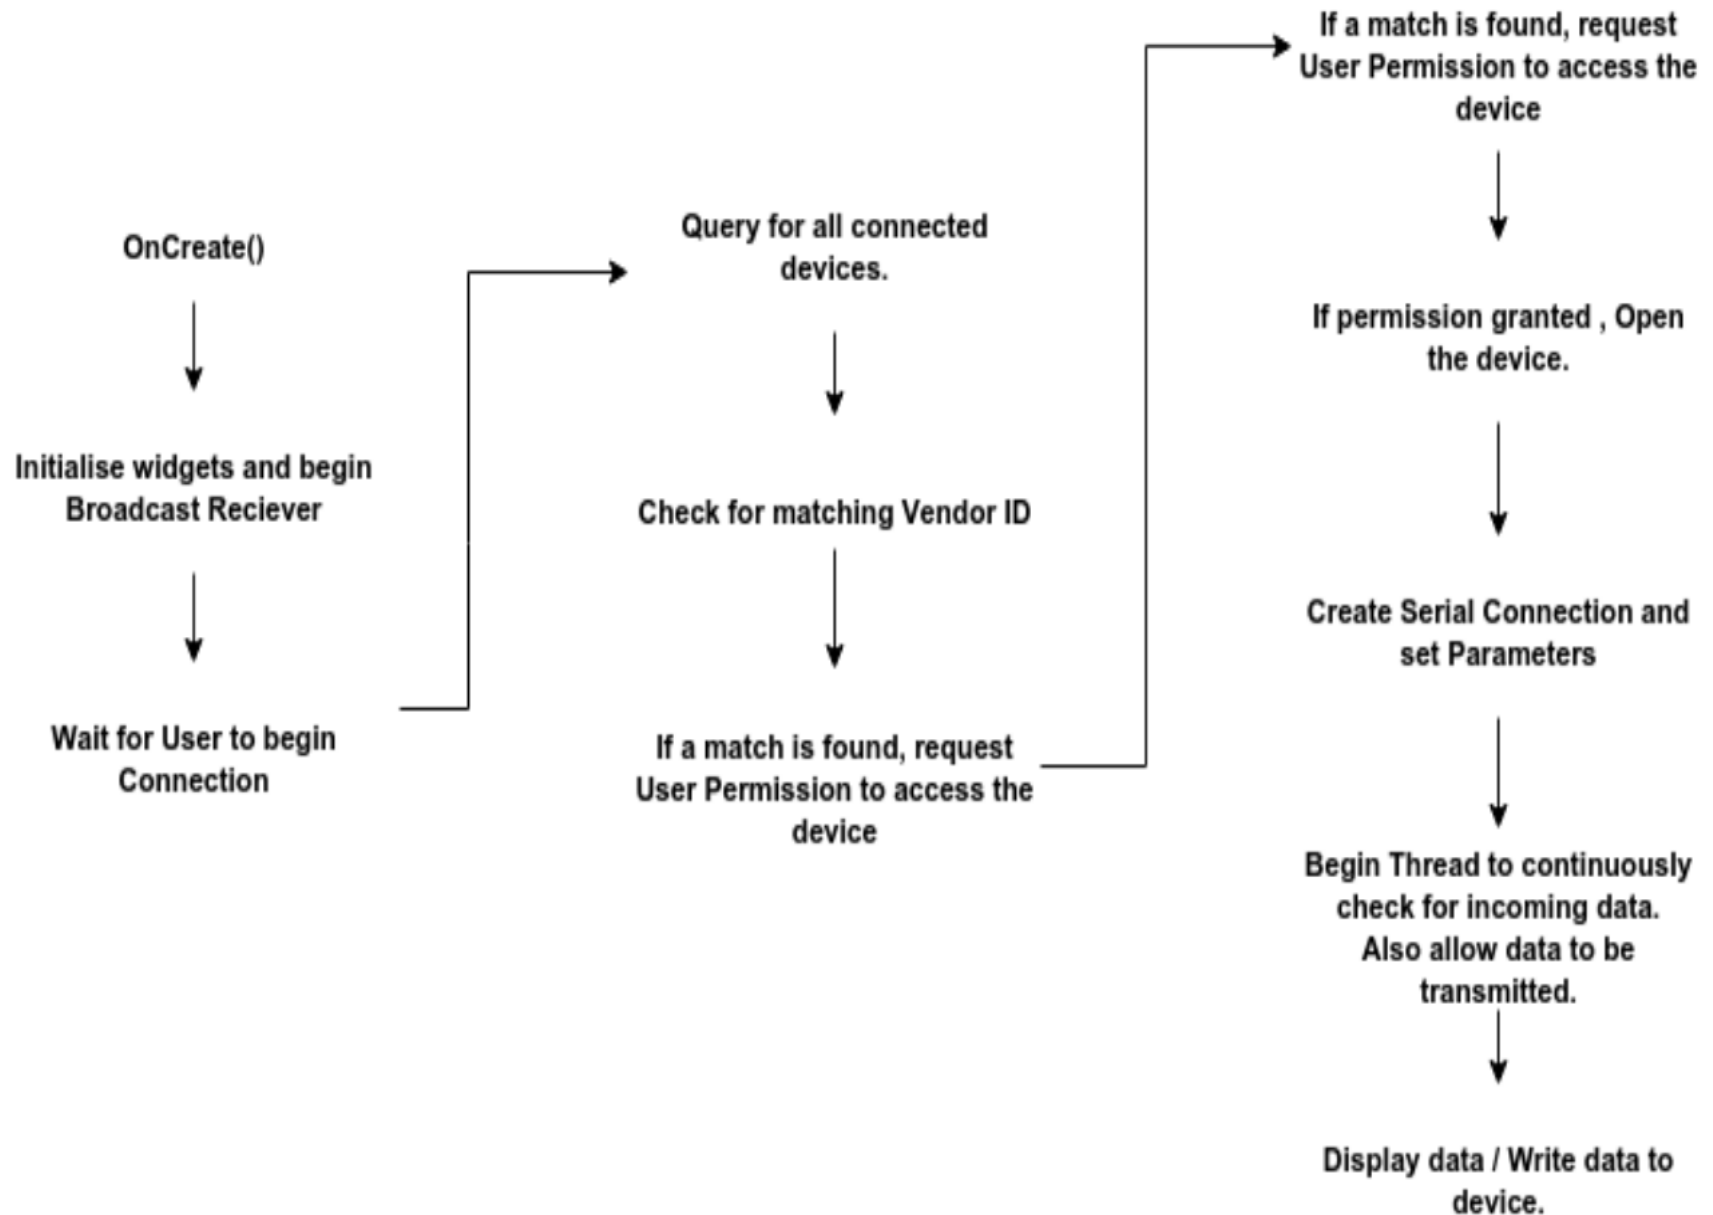 OnCreate()
Initialise widgets and begin
Broadcast Reciever
Wait for User to begin
Connection
Query for all connected
devices.
Check for matching Vendor ID
If a match is found, request
User Permission to access the
device
If a match is found, request
User Permission to access the
device
If permission granted , Open
the device.
Create Serial Connection and
set Parameters
Begin Thread to continuously
check for incoming data.
Also allow data to be
transmitted.
Display data / Write data to
device.